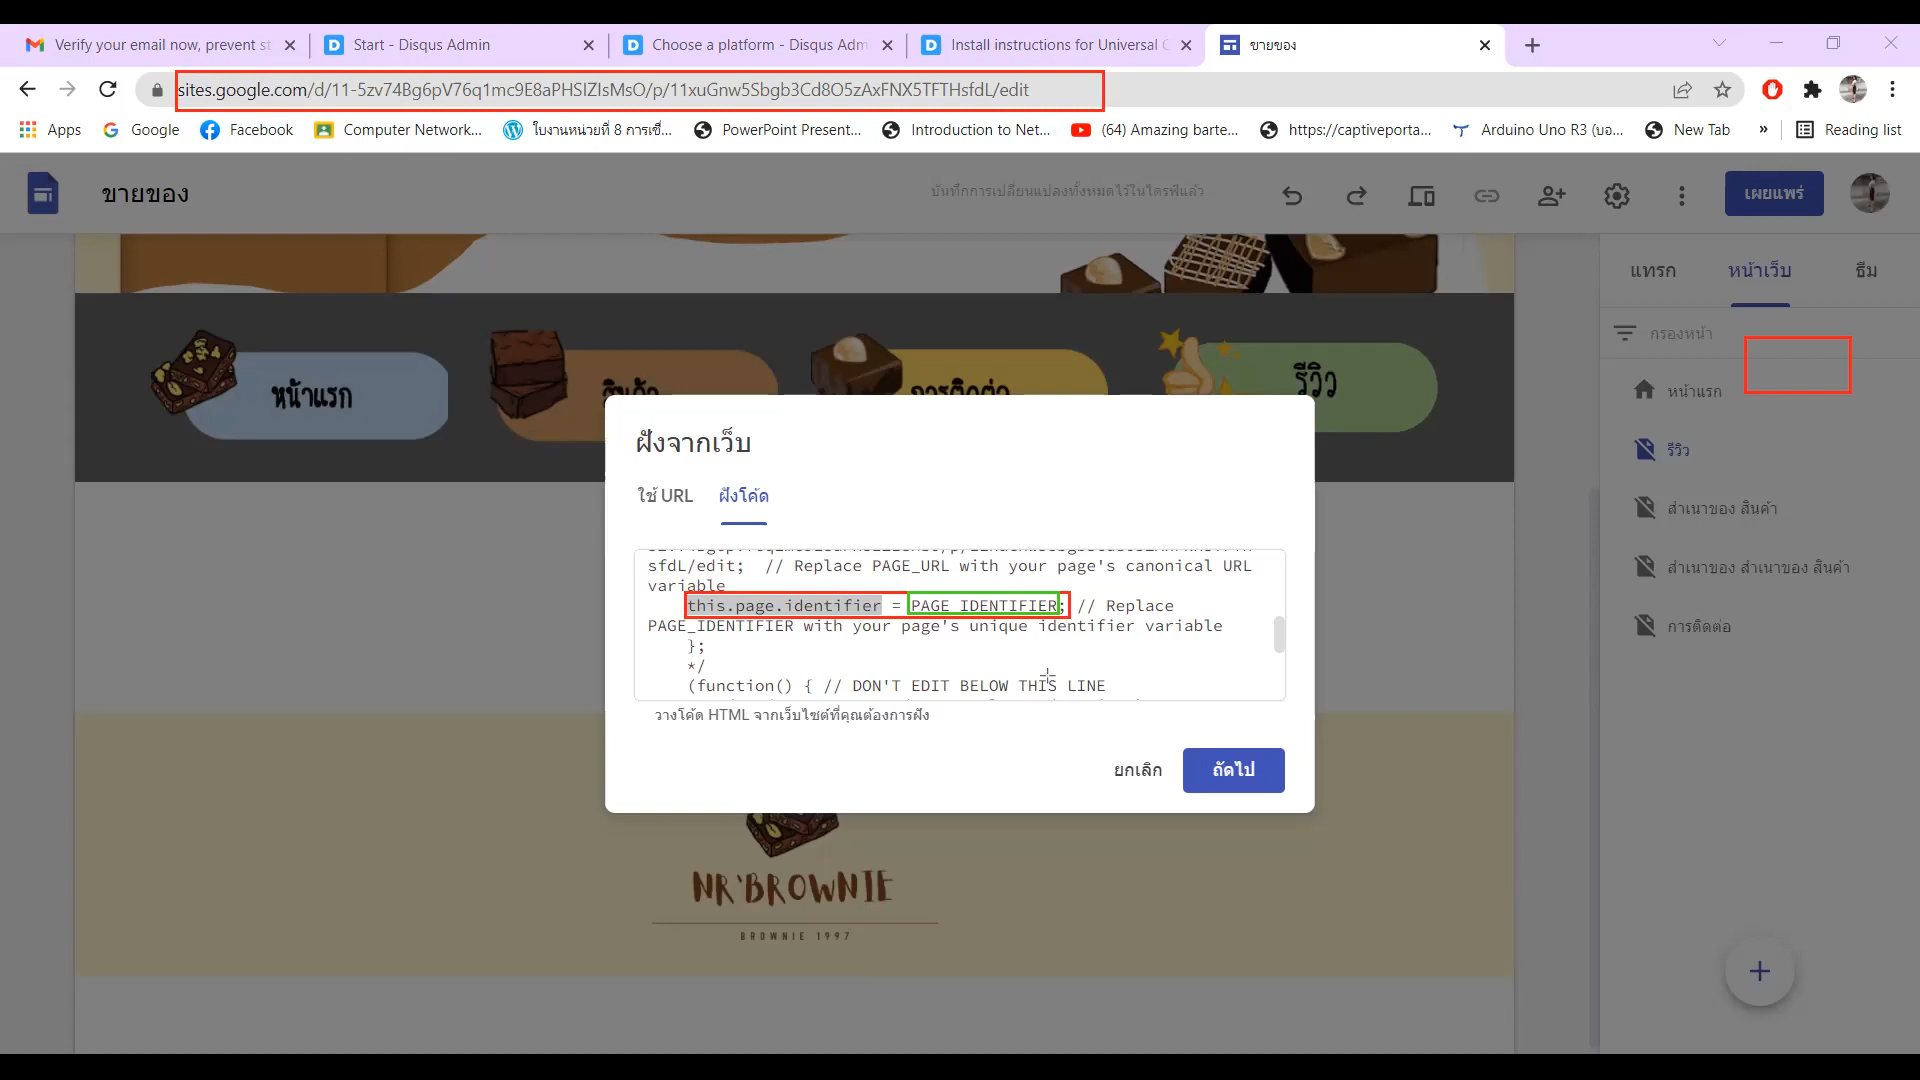 Verify your email now, prevent st
Start - Disqus Admin
Choose a platform - Disqus Adm
Install instructions for Universal C
ขายของ
sites.google.com/d/11-5zv74Bg6pV76q1mc9E8aPHSIZIsMsO/p/11xuGnw5Sbgb3Cd8O5zAxFNX5TFTHsfdL/edit
Apps
Google
Facebook
Computer Network...
ใบงานหน่วยที่ 8 การเชื่...
PowerPoint Present...
Introduction to Net...
(64) Amazing barte...
https://captiveporta...
Arduino Uno R3 (บอ...
New Tab
»
Reading list
ขายของ
บันทึกการเปลี่ยนแปลงทั้งหมดไว้ในไดรฟ์แล้ว
เผยแพร่
แทรก
หน้าเว็บ
ธีม
กรองหน้า
หน้าแรก
รีวิว
สำเนาของ สินค้า
สำเนาของ สำเนาของ สินค้า
การติดต่อ
หน้าแรก
สินค้า
การติดต่อ
รีวิว
ฝังจากเว็บ
ใช้ URL
ฝังโค้ด
sfdL/edit;  // Replace PAGE_URL with your page's canonical URL
variable
this.page.identifier = PAGE_IDENTIFIER; // Replace
PAGE_IDENTIFIER with your page's unique identifier variable
};
*/
(function() { // DON'T EDIT BELOW THIS LINE
วางโค้ด HTML จากเว็บไซต์ที่คุณต้องการฝัง
ยกเลิก
ถัดไป
NR'BROWNIE
BROWNIE 1997